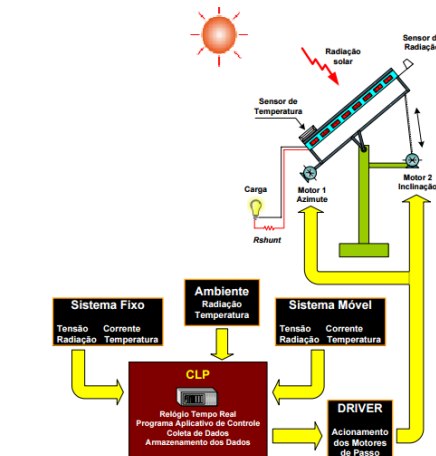 Radiação
solar
Sensor d
Radiaçã
Sensor de
Temperatura
Carga
Motor 1
Azimute
Motor 2
Inclinação
Rshunt
Ambiente
Radiação
Temperatura
Sistema Fixo
Tensão Corrente
Radiação Temperatura
Sistema Móvel
Tensão Corrente
Radiação Temperatura
CLP
Relógio Tempo Real
Programa Aplicativo de Controle
Coleta de Dados
Armazenamento dos Dados
DRIVER
Acionamento
dos Motores
de Passo